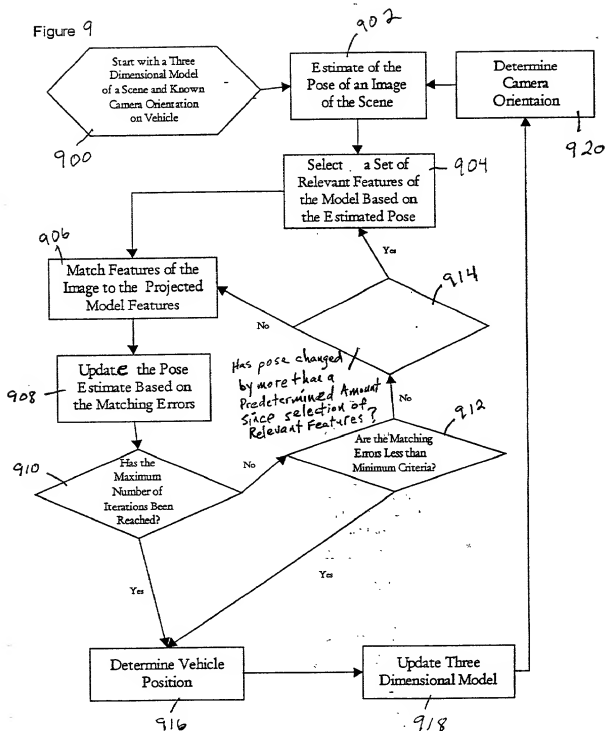 Figure 9
902
Start with a Three
Dimensional Model
of a Scene and Known
Camera Orientation
on Vehicle
900
Estimate of the
Pose of an Image
of the Scene
Determine
Camera
Orientaion
920
Select a Set of
Relevant Features of
the Model Based on
the Estimated Pose
904
906
Match Features of the
Image to the Projected
Model Features
Yes
914
No
Has pose changed
by more than a
Predetermined Amount
Since selection of
Relevant Features?
908
Update the Pose
Estimate Based on
the Matching Errors
No
912
Are the Matching
Errors Less than
Minimum Criteria?
910
Has the
Maximum
Number of
Iterations Been
Reached?
No
Yes
Yes
Determine Vehicle
Position
916
Update Three
Dimensional Model
918